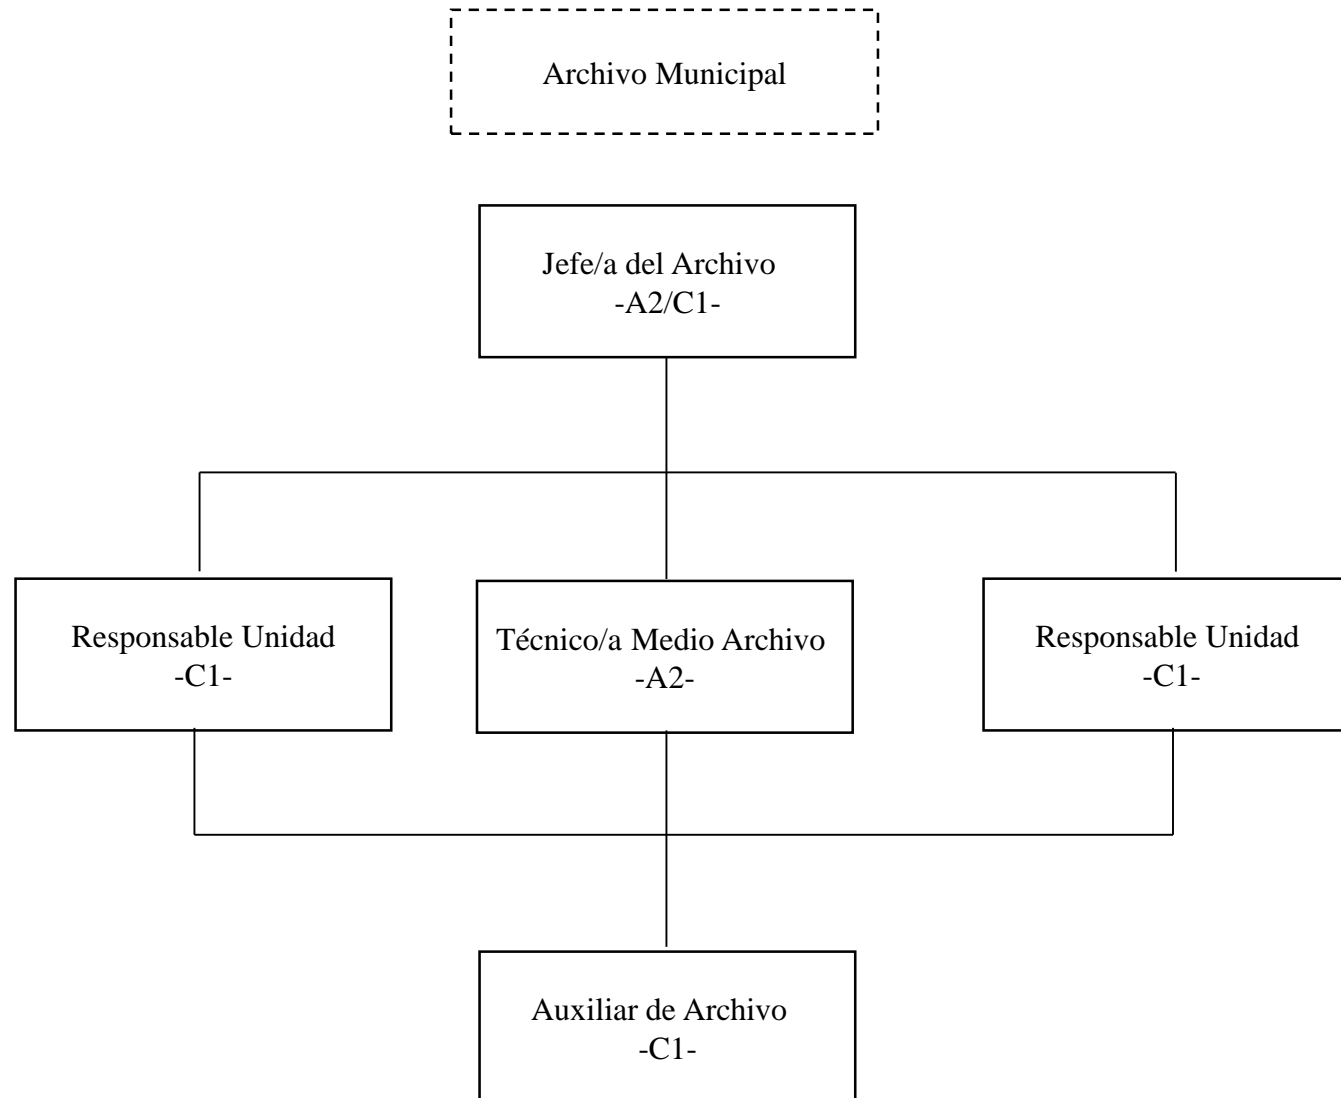 Archivo Municipal
Jefe/a del Archivo
-A2/C1-
Responsable Unidad
-C1-
Técnico/a Medio Archivo
-A2-
Responsable Unidad
-C1-
Auxiliar de Archivo
-C1-